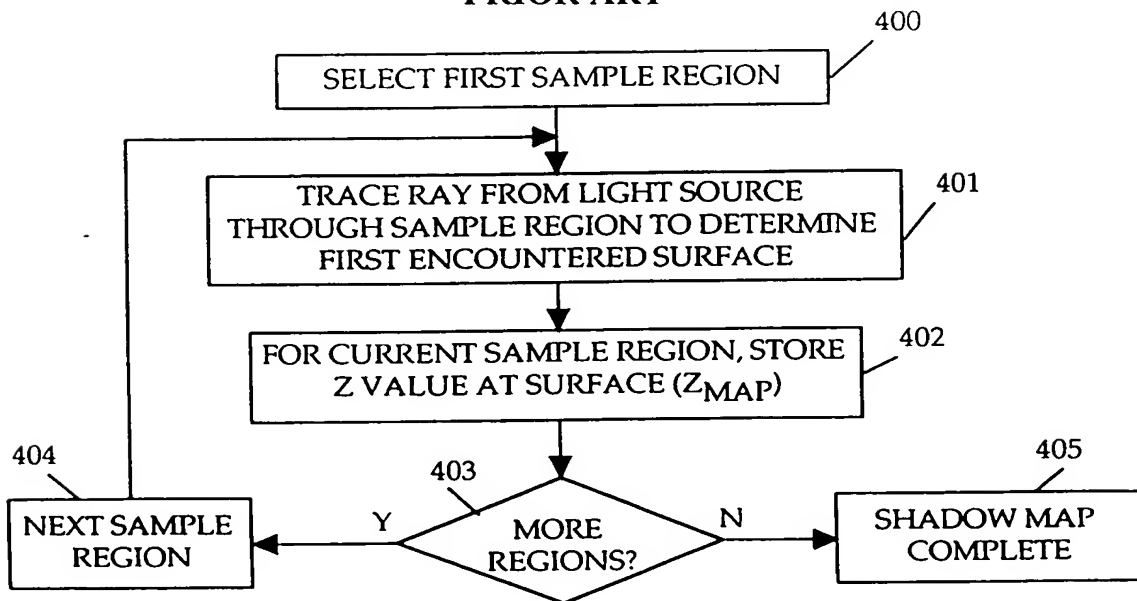 PRIOR ART
400
SELECT FIRST SAMPLE REGION
TRACE RAY FROM LIGHT SOURCE
THROUGH SAMPLE REGION TO DETERMINE
FIRST ENCOUNTERED SURFACE
401
FOR CURRENT SAMPLE REGION, STORE
Z VALUE AT SURFACE (ZMAP)
402
404
NEXT SAMPLE
REGION
Y
403
MORE
REGIONS?
N
405
SHADOW MAP
COMPLETE